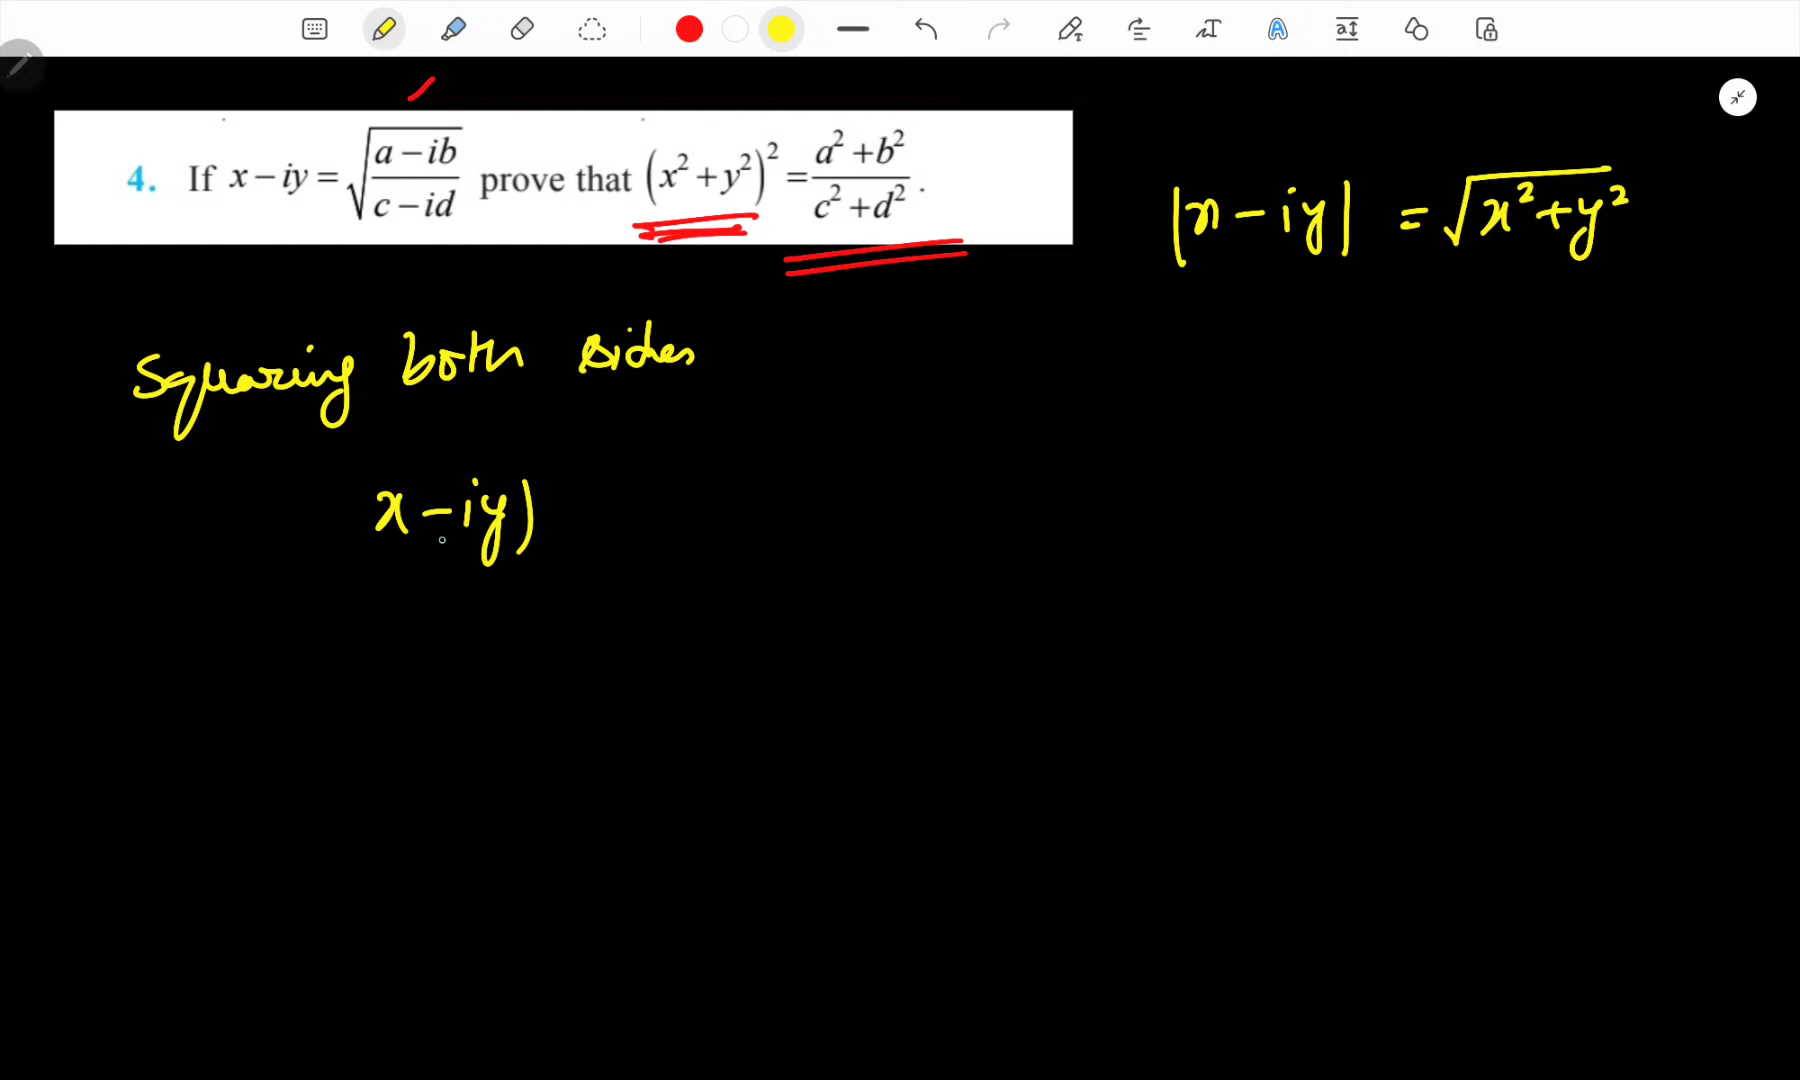 4. If x − iy = √((a − ib)/(c − id)) prove that (x² + y²)² = (a² + b²)/(c² + d²).
|x − iy| = √(x² + y²)
Squaring both sides
x − iy)